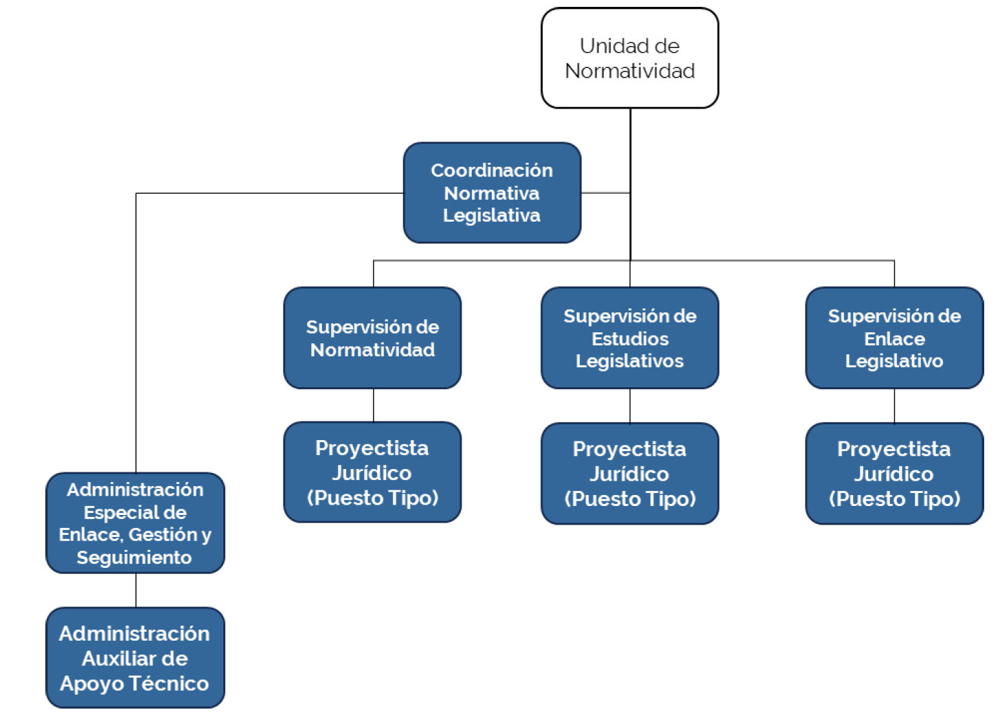 Unidad de
Normatividad
Coordinación
Normativa
Legislativa
Supervisión de
Normatividad
Supervisión de
Estudios
Legislativos
Supervisión de
Enlace
Legislativo
Proyectista
Jurídico
(Puesto Tipo)
Proyectista
Jurídico
(Puesto Tipo)
Proyectista
Jurídico
(Puesto Tipo)
Administración
Especial de
Enlace, Gestión y
Seguimiento
Administración
Auxiliar de
Apoyo Técnico